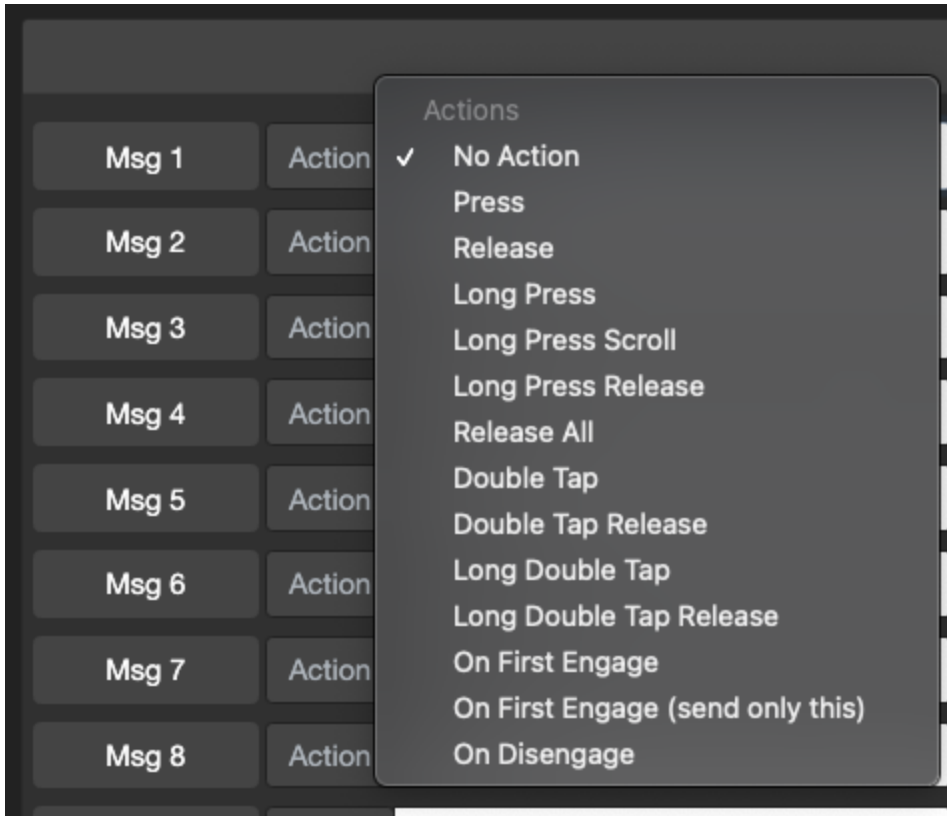 Actions
Msg 1 Action ✓ No Action
Press
Release
Msg 2 Action
Long Press
Msg 3 Action
Long Press Scroll
Long Press Release
Msg 4 Action
Release All
Double Tap
Msg 5 Action
Double Tap Release
Msg 6 Action
Long Double Tap
Long Double Tap Release
Msg 7 Action
On First Engage
On First Engage (send only this)
Msg 8 Action
On Disengage